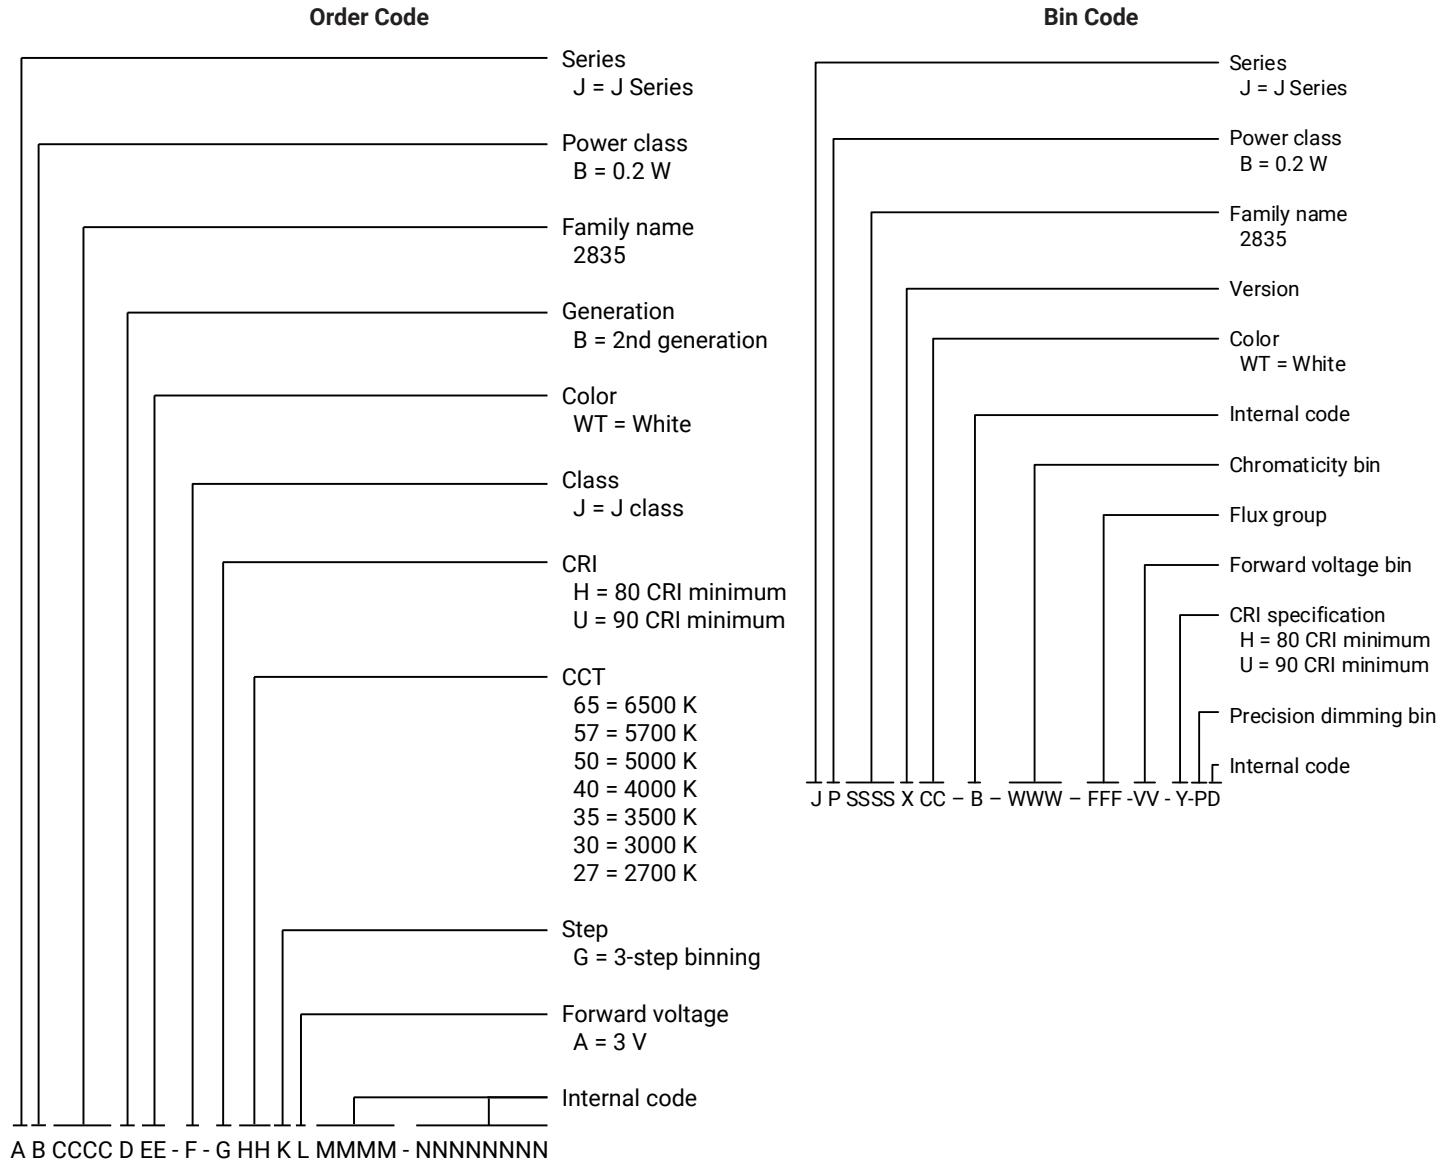 Order Code
Series
J = J Series
Power class
B = 0.2 W
Family name
2835
Generation
B = 2nd generation
Color
WT = White
Class
J = J class
CRI
H = 80 CRI minimum
U = 90 CRI minimum
CCT
65 = 6500 K
57 = 5700 K
50 = 5000 K
40 = 4000 K
35 = 3500 K
30 = 3000 K
27 = 2700 K
Step
G = 3-step binning
Forward voltage
A = 3 V
Internal code
A B CCCC D EE - F - G HH K L MMMM - NNNNNNNN
Bin Code
Series
J = J Series
Power class
B = 0.2 W
Family name
2835
Version
Color
WT = White
Internal code
Chromaticity bin
Flux group
Forward voltage bin
CRI specification
H = 80 CRI minimum
U = 90 CRI minimum
Precision dimming bin
Internal code
J P SSSS X CC – B – WWW – FFF -VV - Y-PD